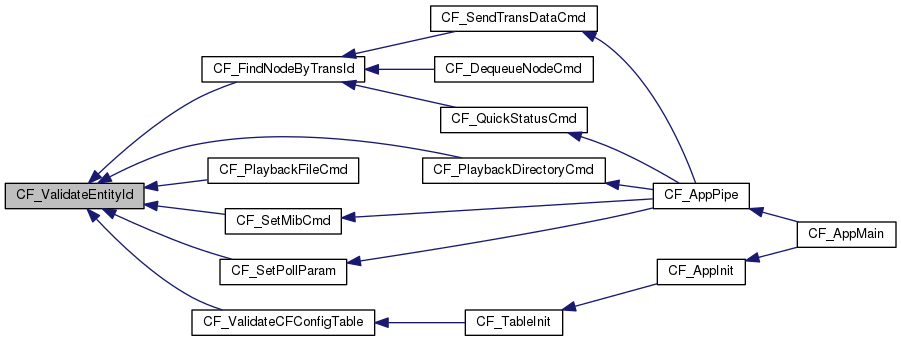 CF_SendTransDataCmd
CF_FindNodeByTransId
CF_DequeueNodeCmd
CF_QuickStatusCmd
CF_PlaybackFileCmd
CF_PlaybackDirectoryCmd
CF_ValidateEntityId
CF_AppPipe
CF_SetMibCmd
CF_AppMain
CF_SetPollParam
CF_AppInit
CF_ValidateCFConfigTable
CF_TableInit